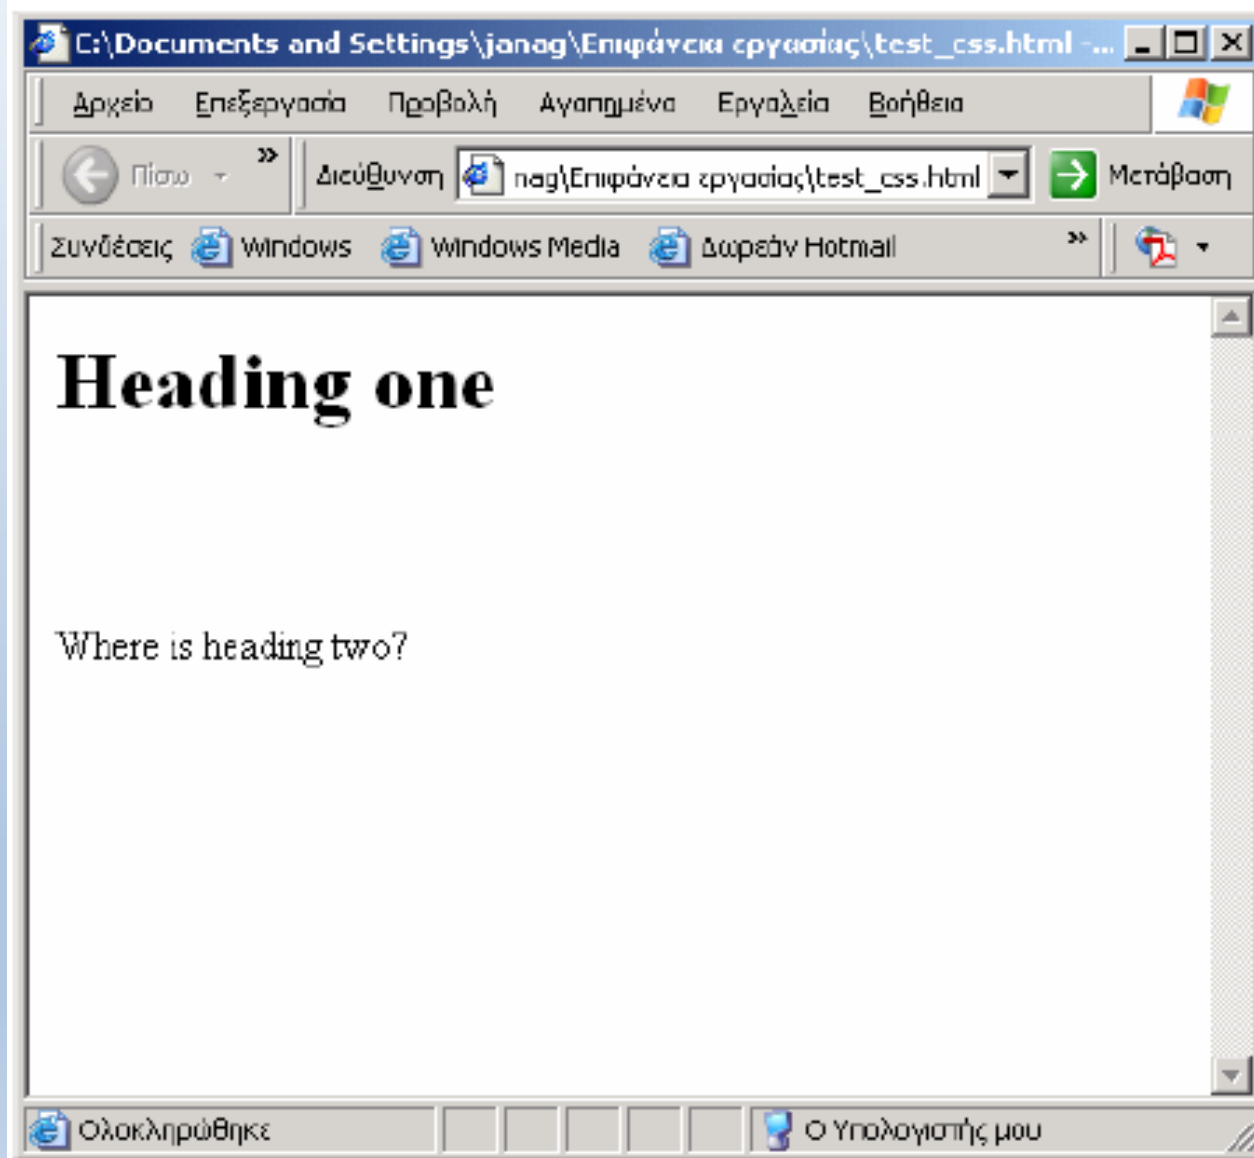 C:\Documents and Settings\janag\Επιφάνεια εργασίας\test_css.html -...
Αρχείο Επεξεργασία Προβολή Αγαπημένα Εργαλεία Βοήθεια
Πίσω » Διεύθυνση nag\Επιφάνεια εργασίας\test_css.html Μετάβαση
Συνδέσεις Windows Windows Media Δωρεάν Hotmail »
Heading one
Where is heading two?
Ολοκληρώθηκε Ο Υπολογιστής μου